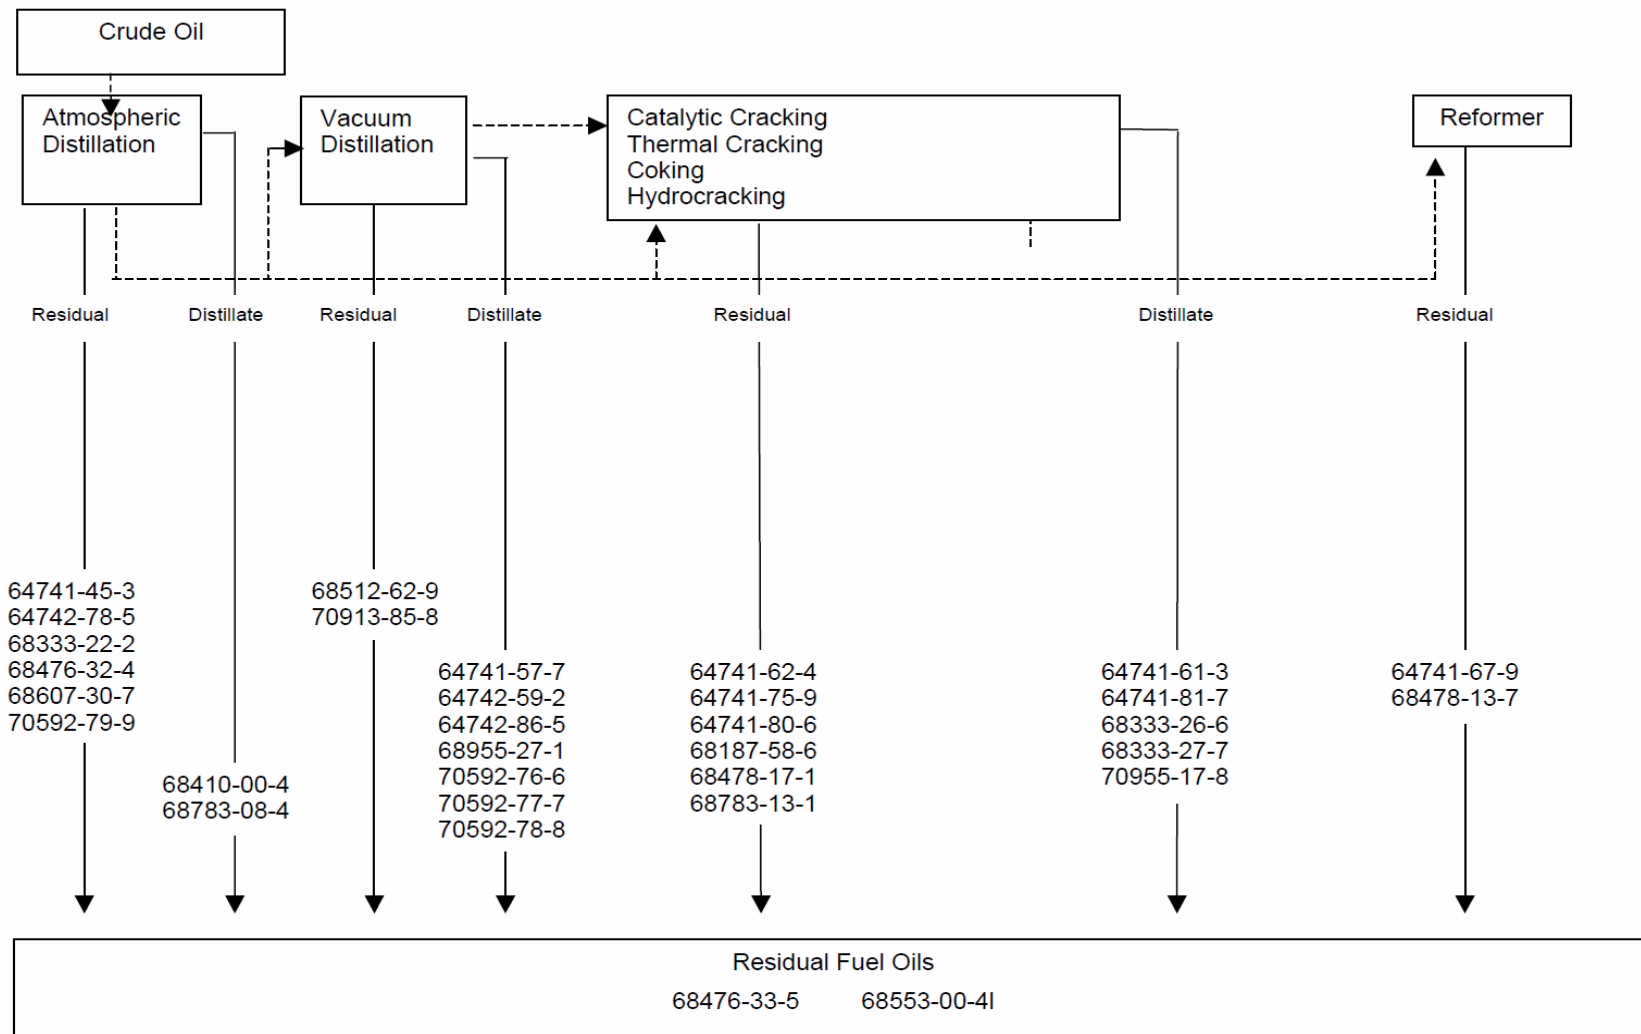 Crude Oil
Atmospheric
Distillation
Vacuum
Distillation
Catalytic Cracking
Thermal Cracking
Coking
Hydrocracking
Reformer
Residual
Distillate
Residual
Distillate
Residual
Distillate
Residual
64741-45-3
64742-78-5
68333-22-2
68476-32-4
68607-30-7
70592-79-9
68410-00-4
68783-08-4
68512-62-9
70913-85-8
64741-57-7
64742-59-2
64742-86-5
68955-27-1
70592-76-6
70592-77-7
70592-78-8
64741-62-4
64741-75-9
64741-80-6
68187-58-6
68478-17-1
68783-13-1
64741-61-3
64741-81-7
68333-26-6
68333-27-7
70955-17-8
64741-67-9
68478-13-7
Residual Fuel Oils
68476-33-5 68553-00-4l